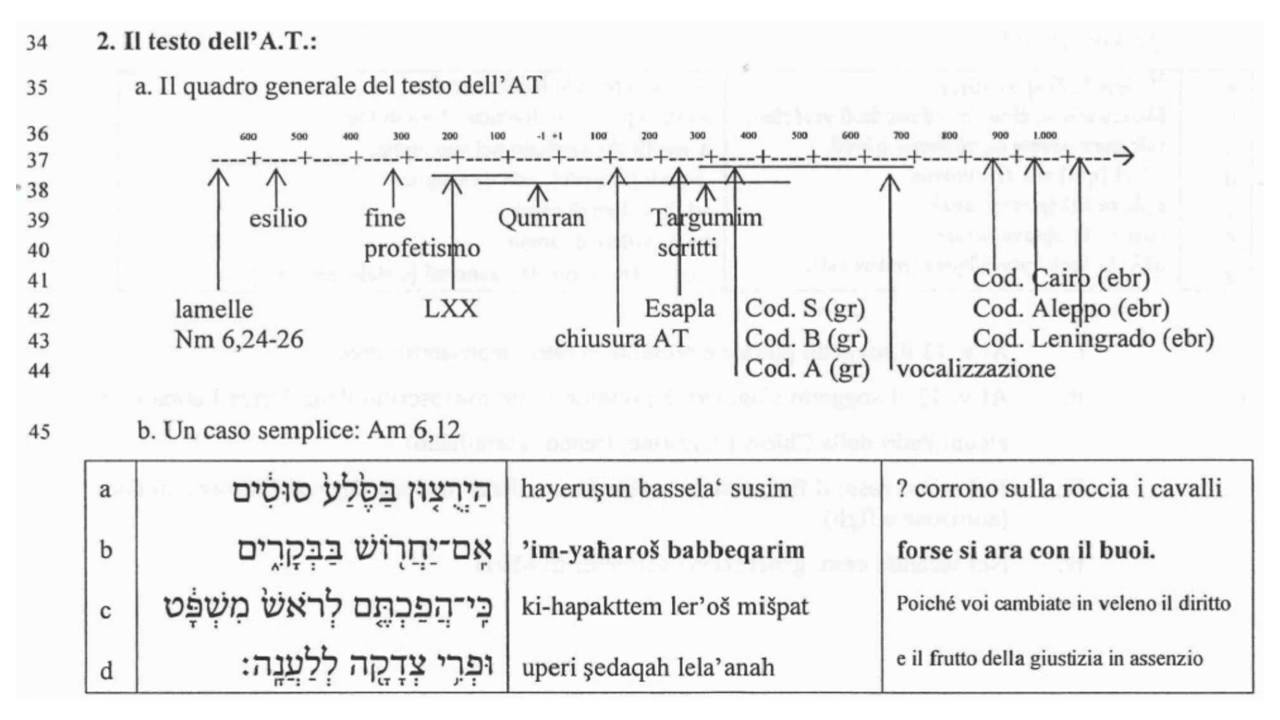 34 2. Il testo dell'A.T.:
35 a. Il quadro generale del testo dell'AT
36 600 500 400 300 200 100 -1 +1 100 200 300 400 500 600 700 800 900 1.000
37
38
39 esilio fine Qumran Targumim
40 profetismo scritti
41 Cod. Cairo (ebr)
42 lamelle LXX Esapla Cod. S (gr) Cod. Aleppo (ebr)
43 Nm 6,24-26 chiusura AT Cod. B (gr) Cod. Leningrado (ebr)
44 Cod. A (gr) vocalizzazione
45 b. Un caso semplice: Am 6,12
a הַיְרֻצ֤וּן בַּסֶּ֙לַע֙ סוּסִ֔ים hayeruşun bassela‘ susim ? corrono sulla roccia i cavalli
b אִֽם־יַחֲר֖וֹשׁ בַּבְּקָרִ֑ים ’im-yaħaroš babbeqarim forse si ara con il buoi.
c כִּֽי־הֲפַכְתֶּ֤ם לְרֹאשׁ֙ מִשְׁפָּ֔ט ki-hapakttem ler’oš mišpat Poiché voi cambiate in veleno il diritto
d וּפְרִ֥י צְדָקָ֖ה לְלַעֲנָֽה׃ uperi şedaqah lela’anah e il frutto della giustizia in assenzio